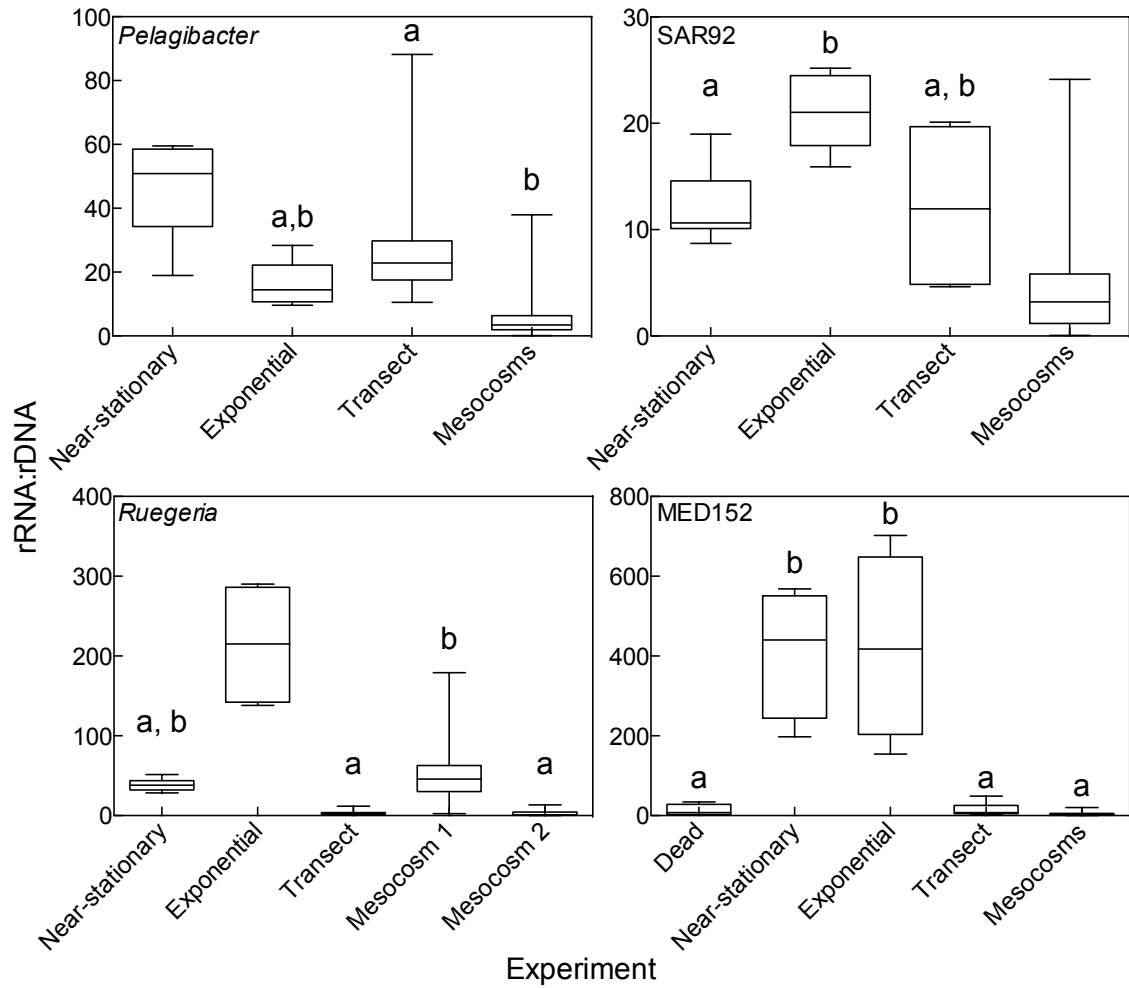 Pelagibacter
100
80
60
40
20
0
a,b
a
b
Near-stationary
Exponential
Transect
Mesocosms
SAR92
30
20
10
0
a
b
a, b
Near-stationary
Exponential
Transect
Mesocosms
rRNA:rDNA
Ruegeria
400
300
200
100
0
a, b
a
b
a
Near-stationary
Exponential
Transect
Mesocosm 1
Mesocosm 2
MED152
800
600
400
200
0
a
b
b
a
a
Dead
Near-stationary
Exponential
Transect
Mesocosms
Experiment